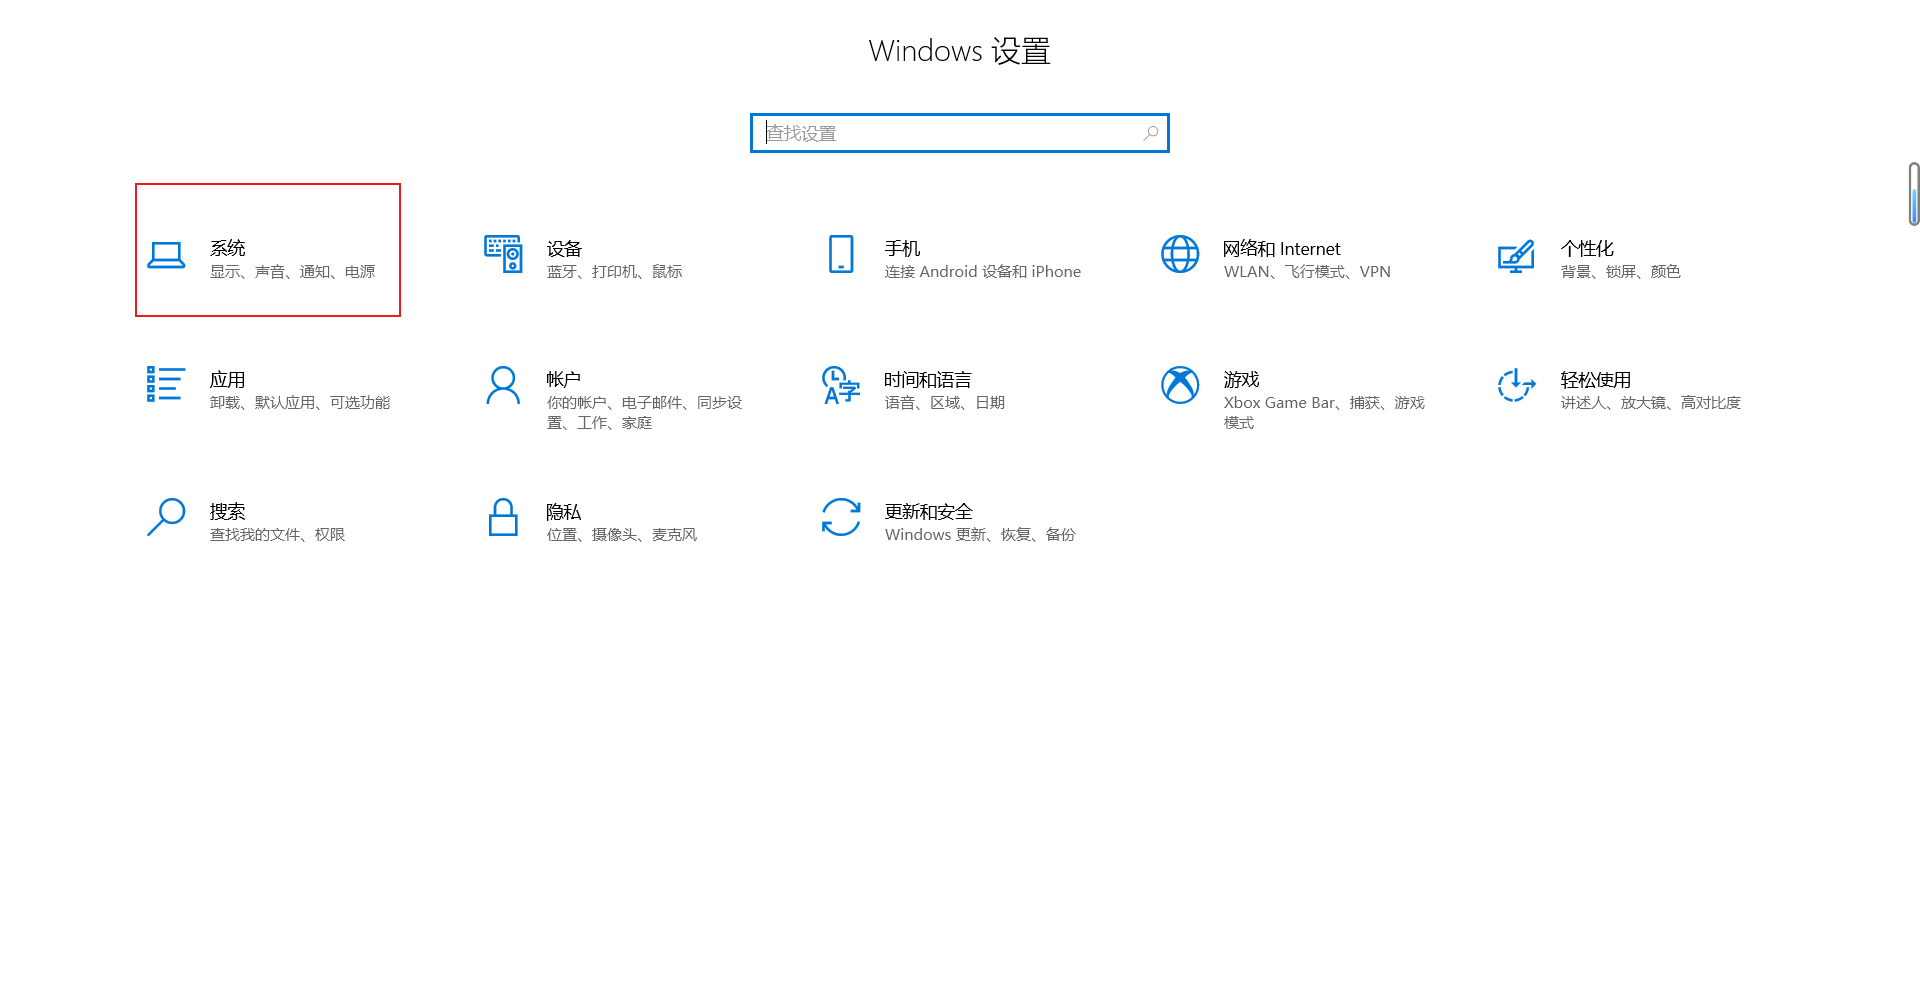 Windows 设置
查找设置
系统
显示、声音、通知、电源
设备
蓝牙、打印机、鼠标
手机
连接 Android 设备和 iPhone
网络和 Internet
WLAN、飞行模式、VPN
个性化
背景、锁屏、颜色
应用
卸载、默认应用、可选功能
帐户
你的帐户、电子邮件、同步设
置、工作、家庭
时间和语言
语音、区域、日期
游戏
Xbox Game Bar、捕获、游戏
模式
轻松使用
讲述人、放大镜、高对比度
搜索
查找我的文件、权限
隐私
位置、摄像头、麦克风
更新和安全
Windows 更新、恢复、备份